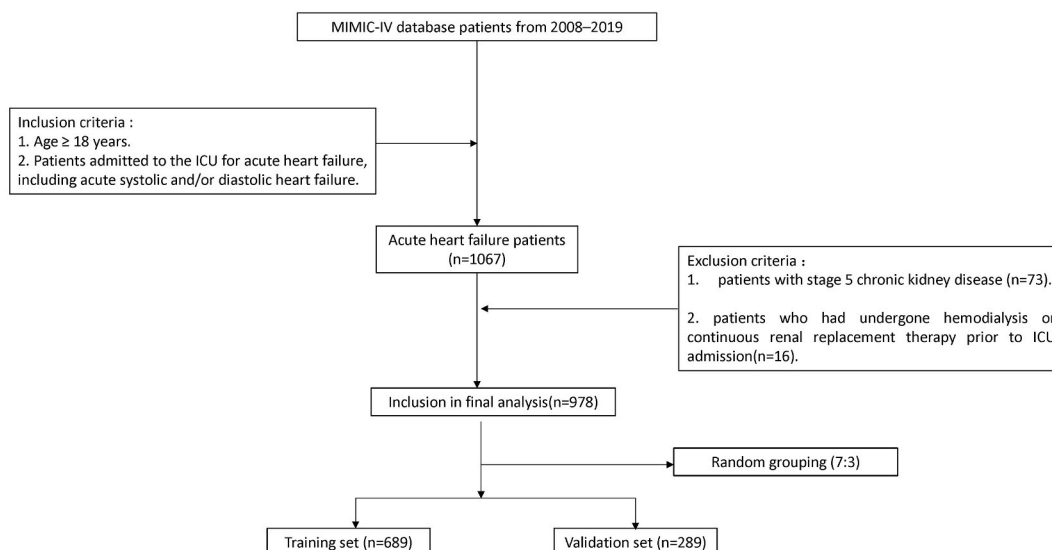 MIMIC-IV database patients from 2008–2019
Inclusion criteria :
1. Age ≥ 18 years.
2. Patients admitted to the ICU for acute heart failure,
including acute systolic and/or diastolic heart failure.
Acute heart failure patients
(n=1067)
Exclusion criteria :
1. patients with stage 5 chronic kidney disease (n=73).
2. patients who had undergone hemodialysis or
continuous renal replacement therapy prior to ICU
admission(n=16).
Inclusion in final analysis(n=978)
Random grouping (7:3)
Training set (n=689)
Validation set (n=289)